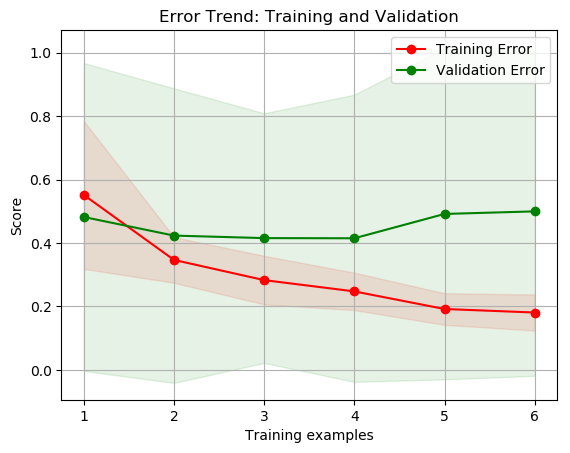 Error Trend: Training and Validation
Training Error
Validation Error
Score
1.0
0.8
0.6
0.4
0.2
0.0
1 2 3 4 5 6
Training examples